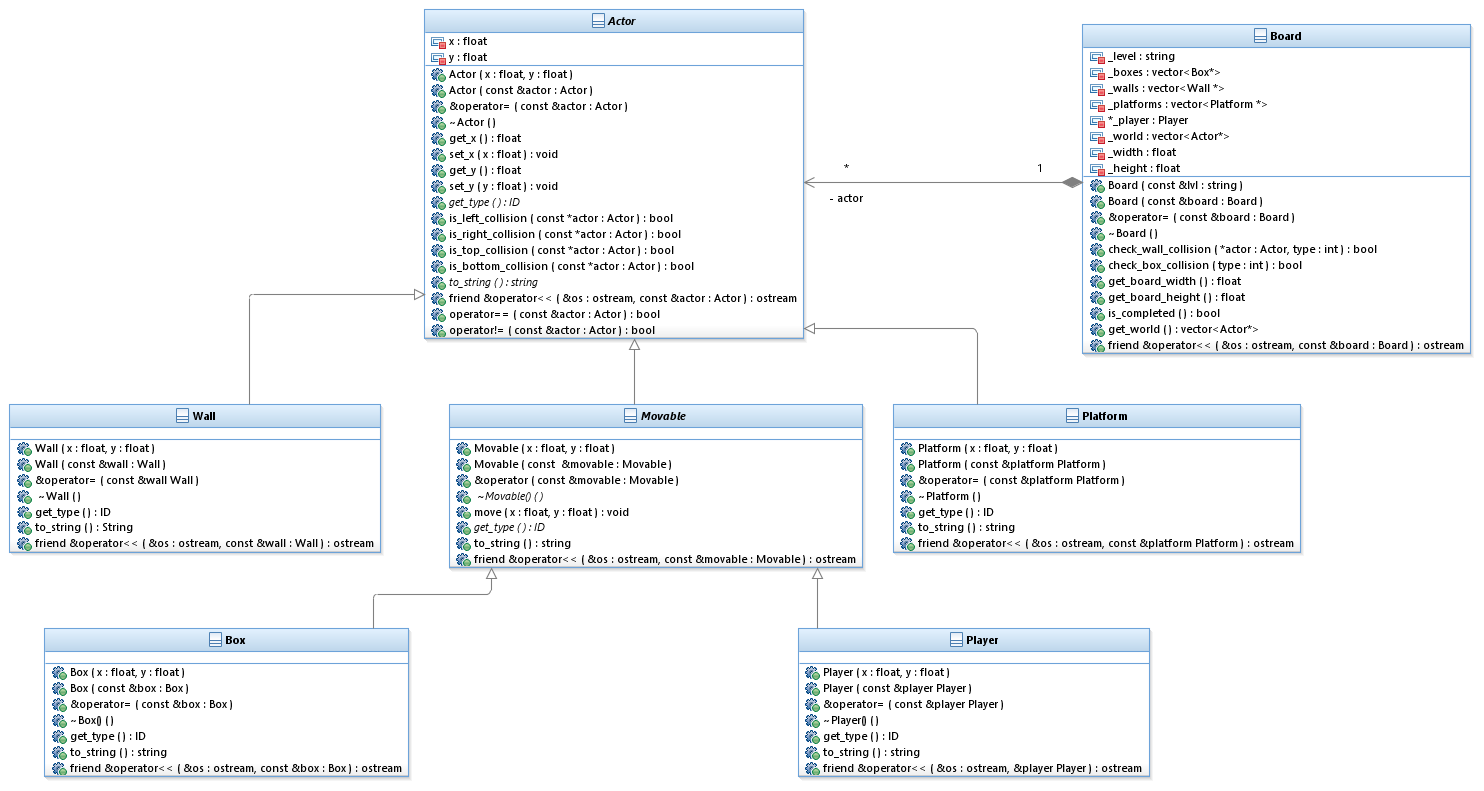 Actor
x : float
y : float
Actor ( x : float, y : float )
Actor ( const &actor : Actor )
&operator= ( const &actor : Actor )
~Actor ( )
get_x ( ) : float
set_x ( x : float ) : void
get_y ( ) : float
set_y ( y : float ) : void
get_type ( ) : ID
is_left_collision ( const *actor : Actor ) : bool
is_right_collision ( const *actor : Actor ) : bool
is_top_collision ( const *actor : Actor ) : bool
is_bottom_collision ( const *actor : Actor ) : bool
to_string ( ) : string
friend &operator<< ( &os : ostream, const &actor : Actor ) : ostream
operator== ( const &actor : Actor ) : bool
operator!= ( const &actor : Actor ) : bool
* 1
- actor
Board
_level : string
_boxes : vector<Box*>
_walls : vector<Wall *>
_platforms : vector<Platform *>
*_player : Player
_world : vector<Actor*>
_width : float
_height : float
Board ( const &lvl : string )
Board ( const &board : Board )
&operator= ( const &board : Board )
~Board ( )
check_wall_collision ( *actor : Actor, type : int ) : bool
check_box_collision ( type : int ) : bool
get_board_width ( ) : float
get_board_height ( ) : float
is_completed ( ) : bool
get_world ( ) : vector<Actor*>
friend &operator<< ( &os : ostream, const &board : Board ) : ostream
Wall
Wall ( x : float, y : float )
Wall ( const &wall : Wall )
&operator= ( const &wall Wall )
~Wall ( )
get_type ( ) : ID
to_string ( ) : String
friend &operator<< ( &os : ostream, const &wall : Wall ) : ostream
Movable
Movable ( x : float, y : float )
Movable ( const &movable : Movable )
&operator ( const &movable : Movable )
~Movable() ( )
move ( x : float, y : float ) : void
get_type ( ) : ID
to_string ( ) : string
friend &operator<< ( &os : ostream, const &movable : Movable ) : ostream
Platform
Platform ( x : float, y : float )
Platform ( const &platform Platform )
&operator= ( const &platform Platform )
~Platform ( )
get_type ( ) : ID
to_string ( ) : string
friend &operator<< ( &os : ostream, const &platform Platform ) : ostream
Box
Box ( x : float, y : float )
Box ( const &box : Box )
&operator= ( const &box : Box )
~Box() ( )
get_type ( ) : ID
to_string ( ) : string
friend &operator<< ( &os : ostream, const &box : Box ) : ostream
Player
Player ( x : float, y : float )
Player ( const &player Player )
&operator= ( const &player Player )
~Player() ( )
get_type ( ) : ID
to_string ( ) : string
friend &operator<< ( &os : ostream, &player Player ) : ostream